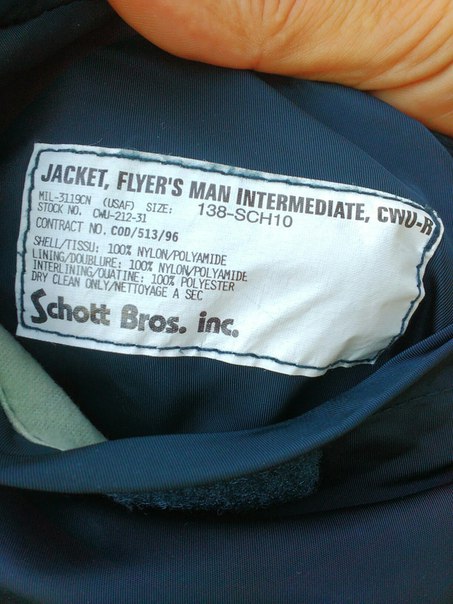 JACKET, FLYER'S MAN INTERMEDIATE, CWU-R
MIL-3119CN (USAF) SIZE: 138-SCH10
STOCK NO. CWU-212-31
CONTRACT NO. COD/513/96
SHELL/TISSU: 100% NYLON/POLYAMIDE
LINING/DOUBLURE: 100% NYLON/POLYAMIDE
INTERLINING/OUATINE: 100% POLYESTER
DRY CLEAN ONLY/NETTOYAGE A SEC
Schott Bros. inc.